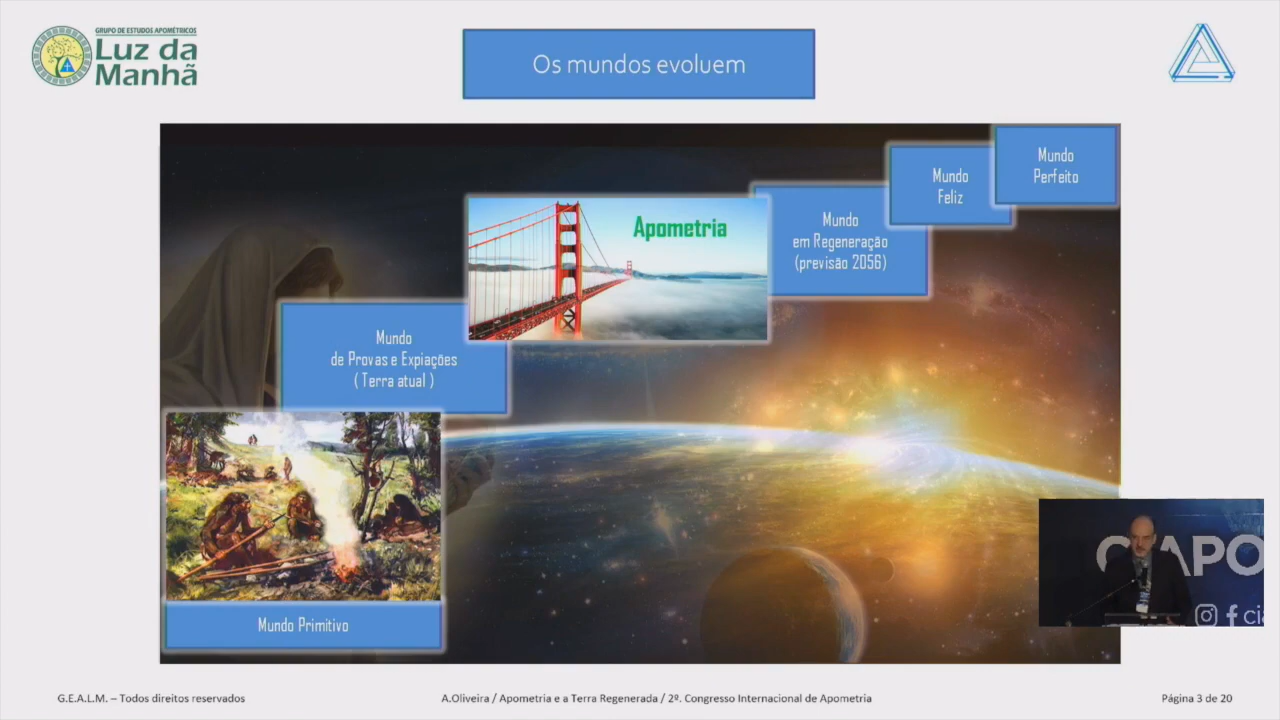 GRUPO DE ESTUDOS APOMÉTRICOS
Luz da
Manhã
Os mundos evoluem
Mundo
Perfeito
Mundo
Feliz
Mundo
em Regeneração
(previsão 2056)
Apometria
Mundo
de Provas e Expiações
( Terra atual )
Mundo Primitivo
APO
cia
G.E.A.L.M. – Todos direitos reservados
A.Oliveira / Apometria e a Terra Regenerada / 2º. Congresso Internacional de Apometria
Página 3 de 20